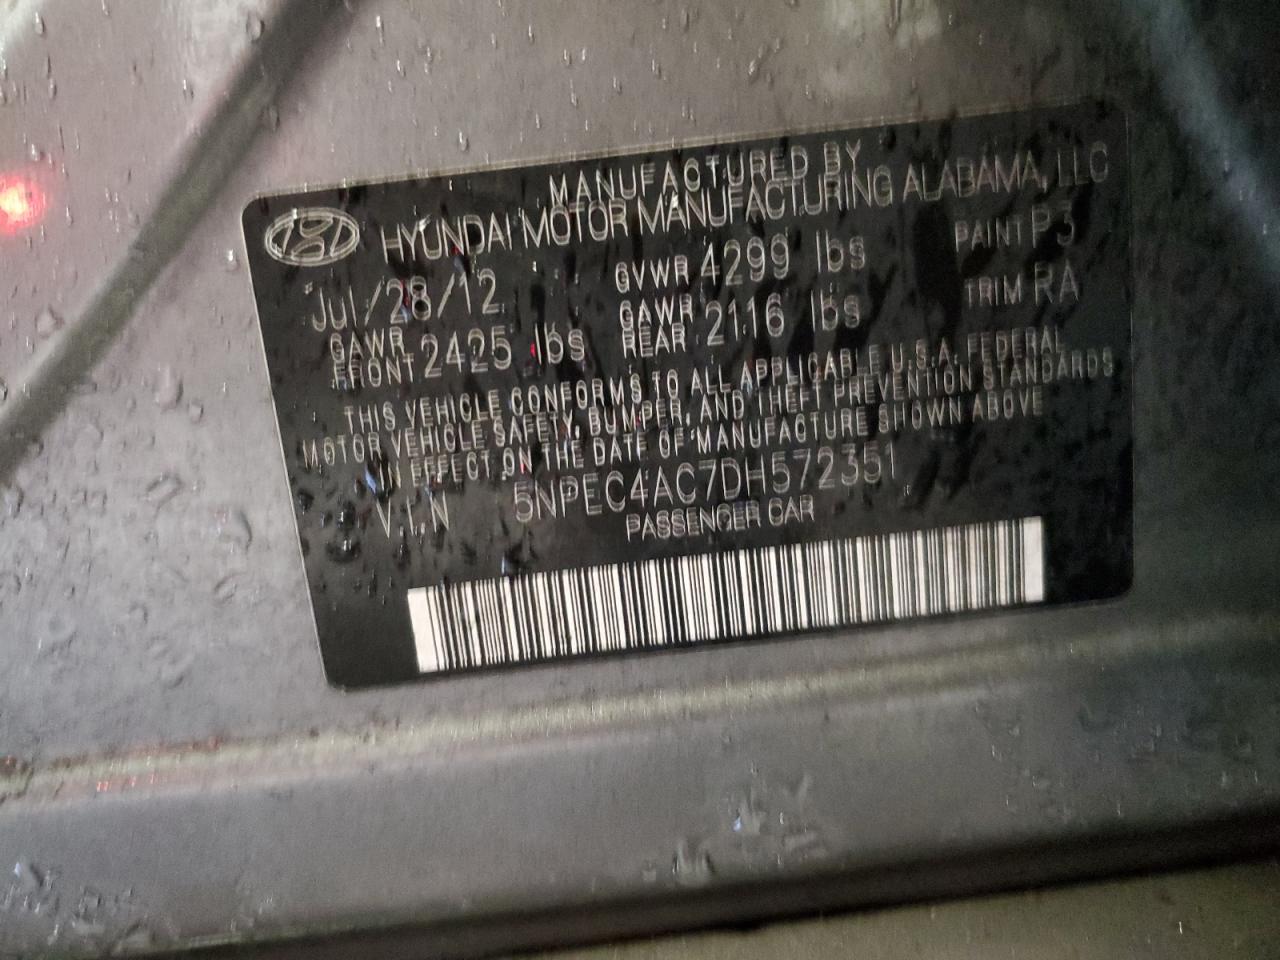 MANUFACTURED BY
HYUNDAI MOTOR MANUFACTURING ALABAMA, LLC
Jul/28/12 GVWR 4299 lbs PAINT P3
GAWR FRONT 2425 lbs GAWR REAR 2116 lbs TRIM RA
THIS VEHICLE CONFORMS TO ALL APPLICABLE U.S.A. FEDERAL
MOTOR VEHICLE SAFETY, BUMPER, AND THEFT PREVENTION STANDARDS
IN EFFECT ON THE DATE OF MANUFACTURE SHOWN ABOVE
V.I.N 5NPEC4AC7DH572351
PASSENGER CAR